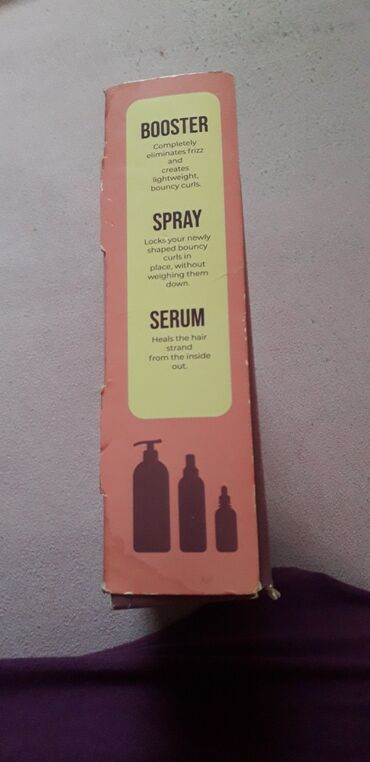 BOOSTER
Completely
eliminates frizz
and
creates
lightweight,
bouncy curls.
SPRAY
Locks your newly
shaped bouncy
curls in
place, without
weighing them
down.
SERUM
Heals the hair
strand
from the inside
out.